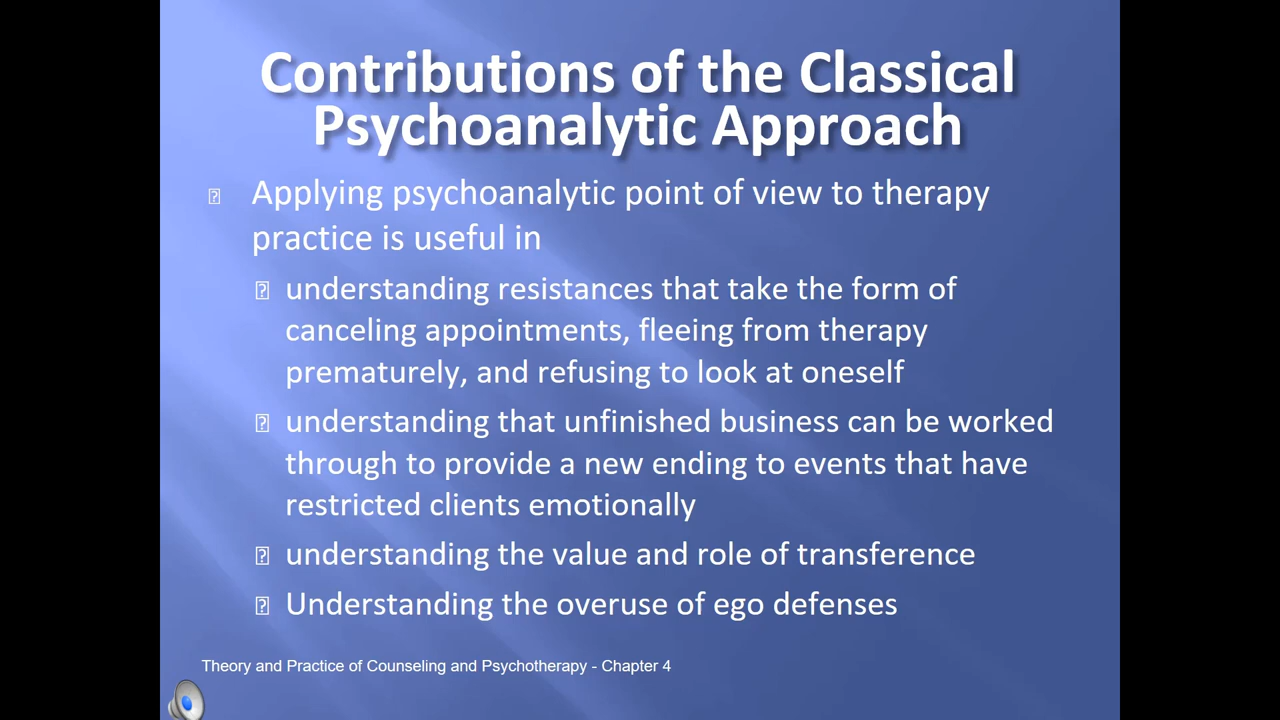 Contributions of the Classical
Psychoanalytic Approach
Applying psychoanalytic point of view to therapy
practice is useful in
understanding resistances that take the form of
canceling appointments, fleeing from therapy
prematurely, and refusing to look at oneself
understanding that unfinished business can be worked
through to provide a new ending to events that have
restricted clients emotionally
understanding the value and role of transference
Understanding the overuse of ego defenses
Theory and Practice of Counseling and Psychotherapy - Chapter 4